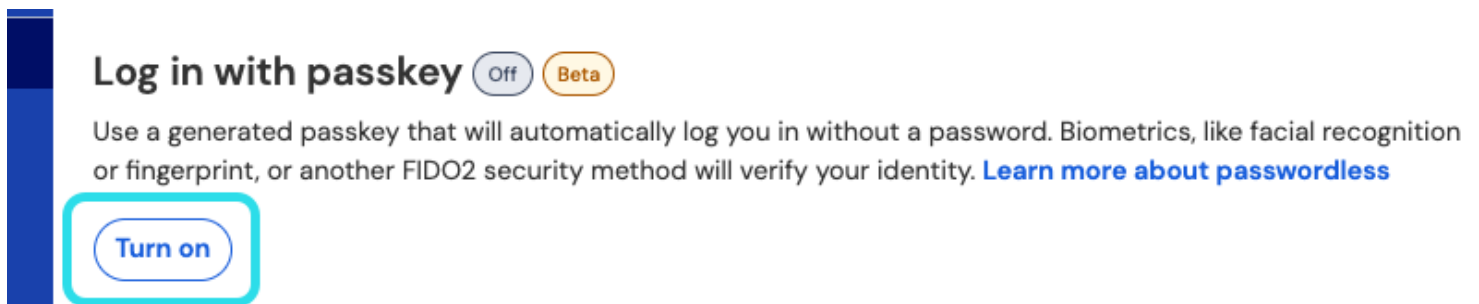 Log in with passkey Off Beta
Use a generated passkey that will automatically log you in without a password. Biometrics, like facial recognition
or fingerprint, or another FIDO2 security method will verify your identity. Learn more about passwordless
Turn on